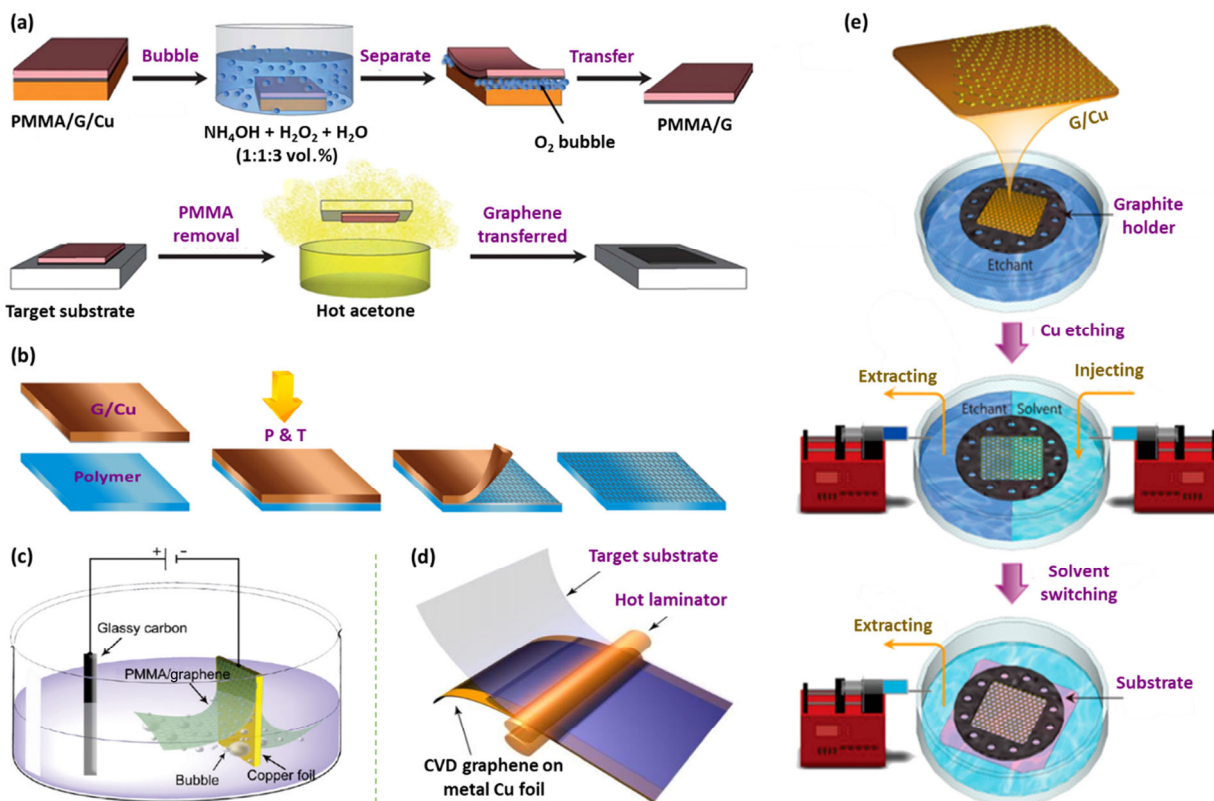 (a)
Bubble
Separate
Transfer
PMMA/G/Cu
NH₄OH + H₂O₂ + H₂O
(1:1:3 vol.%)
O₂ bubble
PMMA/G
PMMA
removal
Graphene
transferred
Target substrate
Hot acetone
(b)
G/Cu
Polymer
P & T
(c)
+ −
Glassy carbon
PMMA/graphene
Bubble
Copper foil
(d)
Target substrate
Hot laminator
CVD graphene on
metal Cu foil
(e)
G/Cu
Graphite
holder
Etchant
Cu etching
Extracting
Injecting
Etchant Solvent
Solvent
switching
Extracting
Substrate